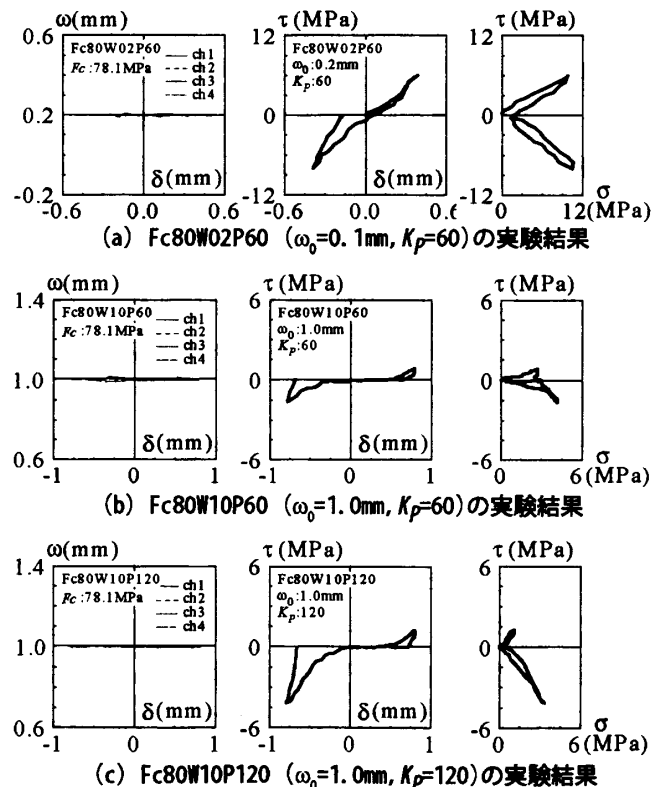 ω(mm) τ(MPa) τ(MPa)
0.6 12 12
Fc80W02P60 ch1 Fc80W02P60
Fc:78.1MPa ch2 ω₀:0.2mm
ch3 Kp:60
ch4
0.2 0 0
δ(mm) δ(mm) σ
-0.2 -12 -12
-0.6 0.0 0.6 -0.6 0.0 0.6 0 12(MPa)
(a) Fc80W02P60 (ω₀=0.1mm, Kp=60)の実験結果
ω(mm) τ(MPa) τ(MPa)
1.4 6 6
Fc80W10P60 ch1 Fc80W10P60
Fc:78.1MPa ch2 ω₀:1.0mm
ch3 Kp:60
ch4
1.0 0 0
δ(mm) δ(mm) σ
0.6 -6 -6
-1 0 1 -1 0 1 0 6(MPa)
(b) Fc80W10P60 (ω₀=1.0mm, Kp=60)の実験結果
ω(mm) τ(MPa) τ(MPa)
1.4 6 6
Fc80W10P120 ch1 Fc80W10P120
Fc:78.1MPa ch2 ω₀:1.0mm
ch3 Kp:120
ch4
1.0 0 0
δ(mm) δ(mm) σ
0.6 -6 -6
-1 0 1 -1 0 1 0 6(MPa)
(c) Fc80W10P120 (ω₀=1.0mm, Kp=120)の実験結果